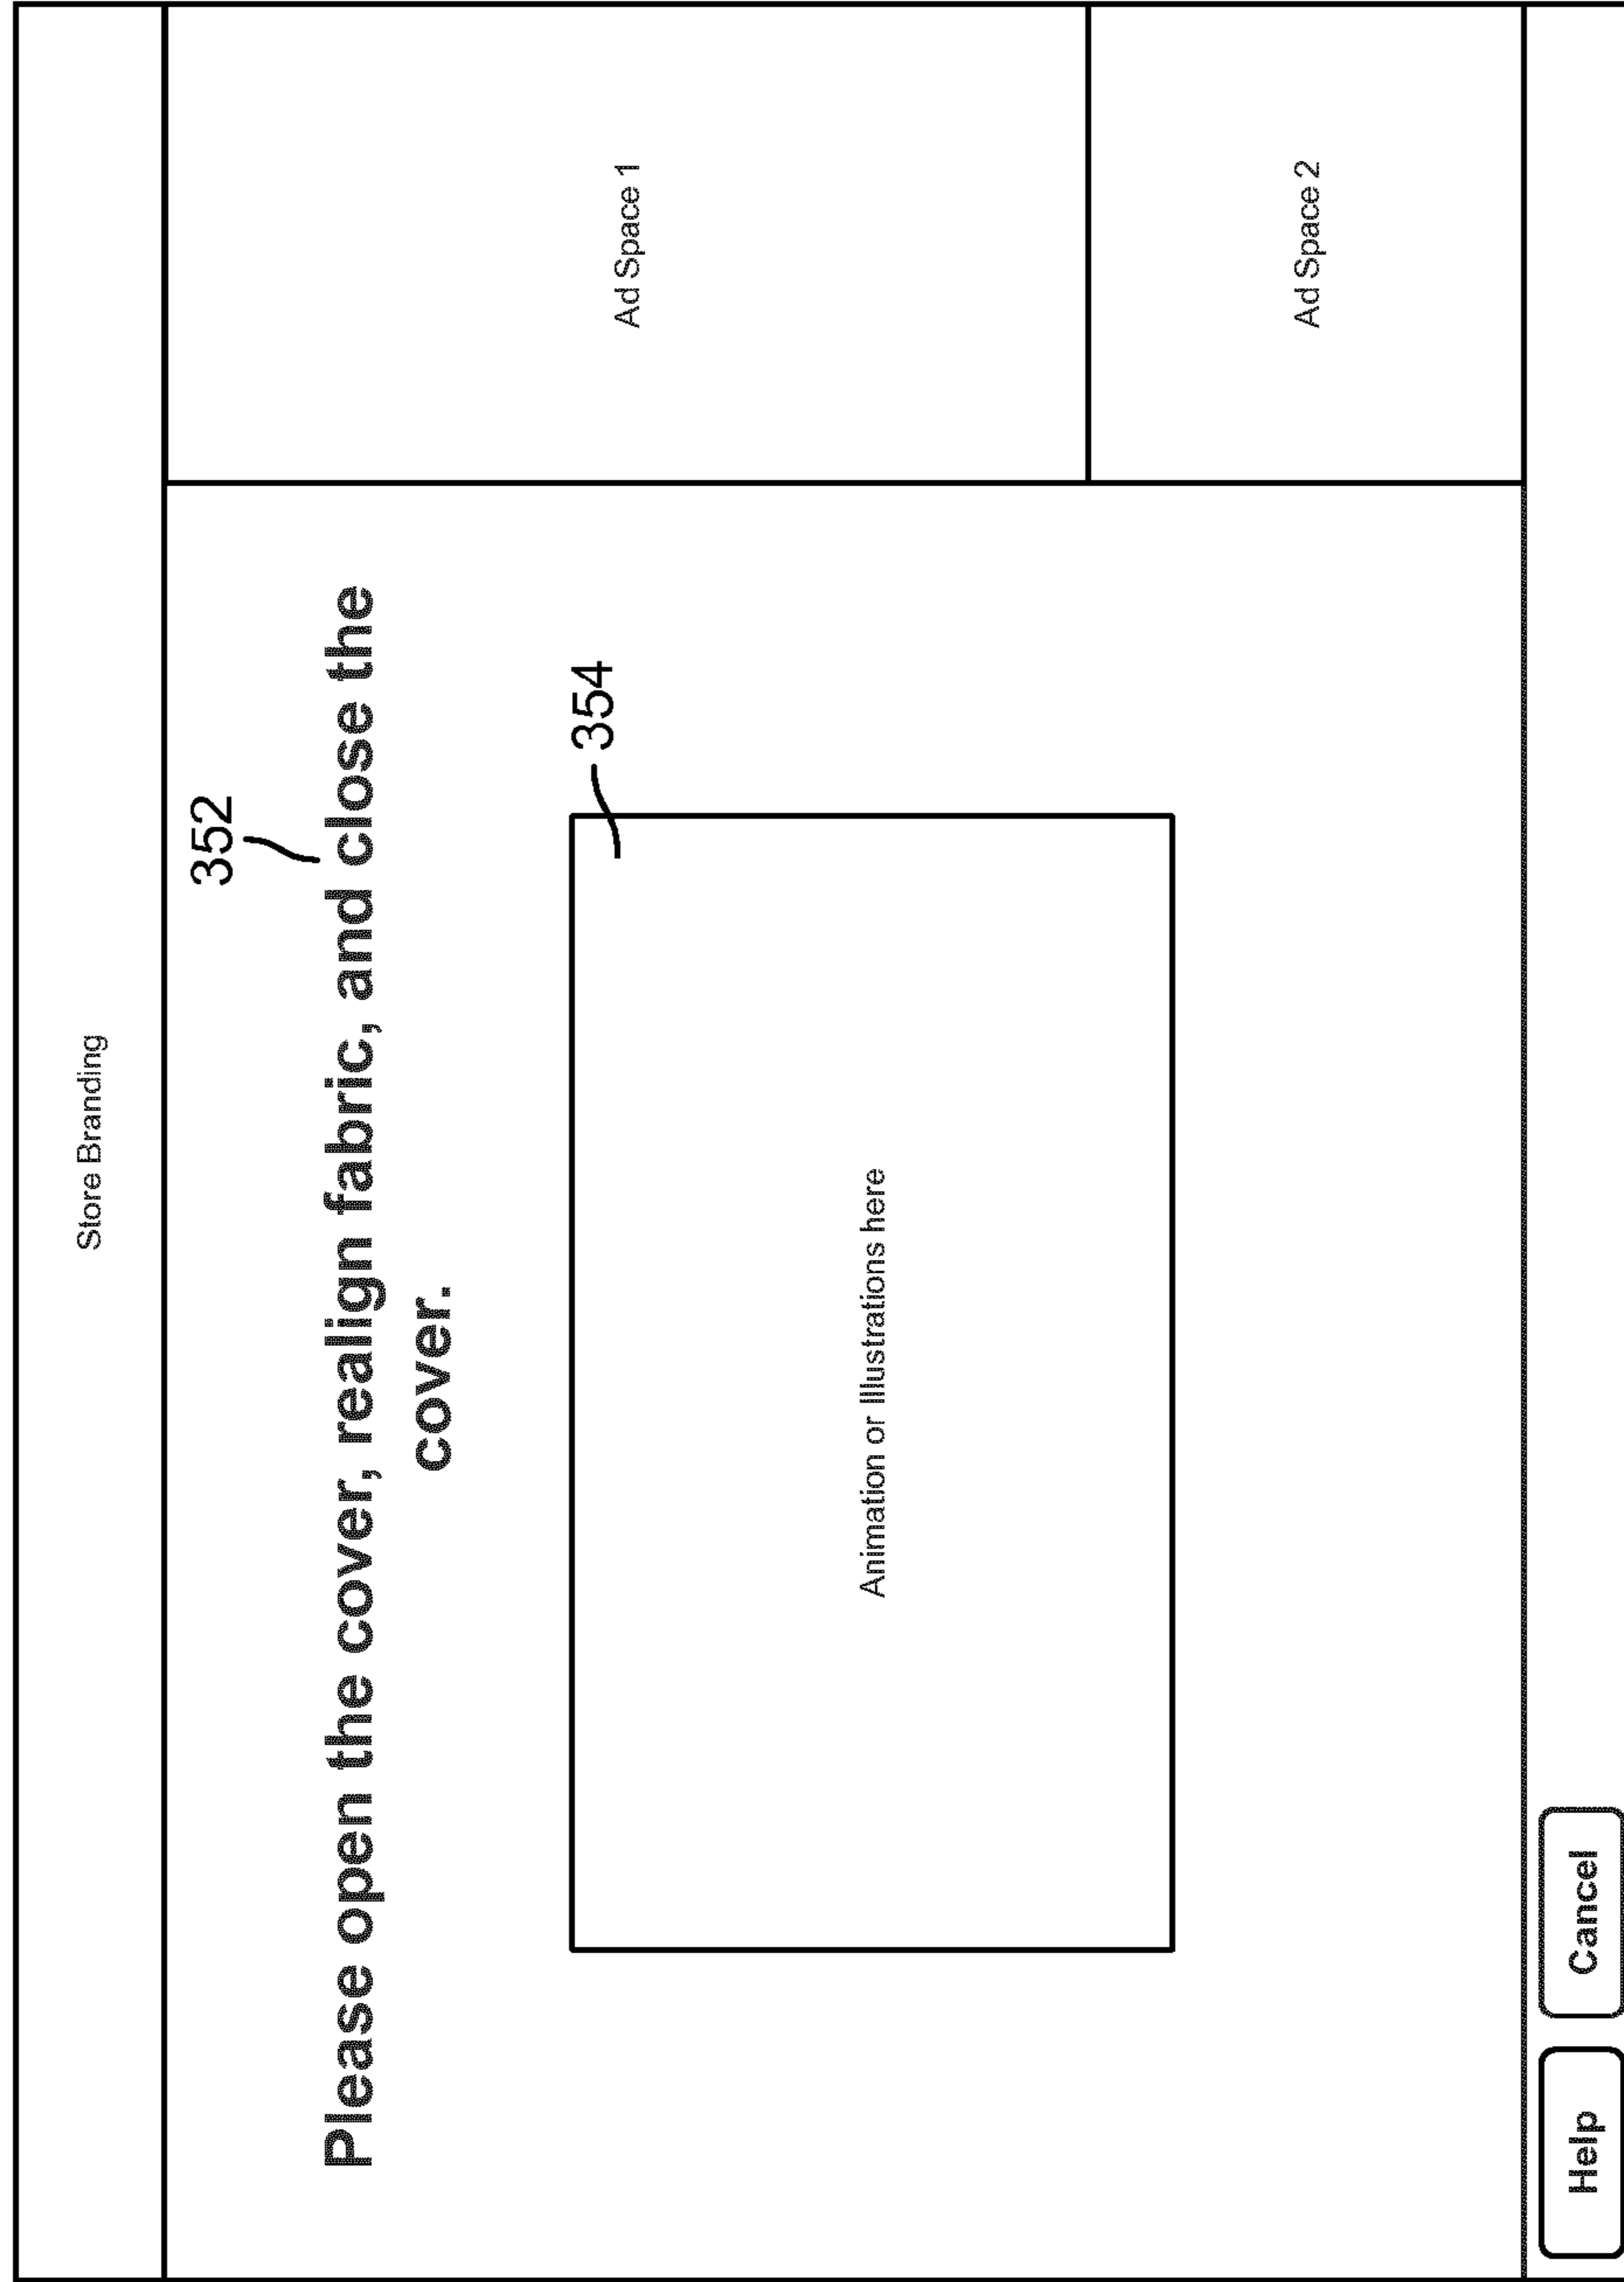 Store Branding
352
Please open the cover, realign fabric, and close the
cover.
354
Animation or Illustrations here
Ad Space 1
Ad Space 2
Help
Cancel